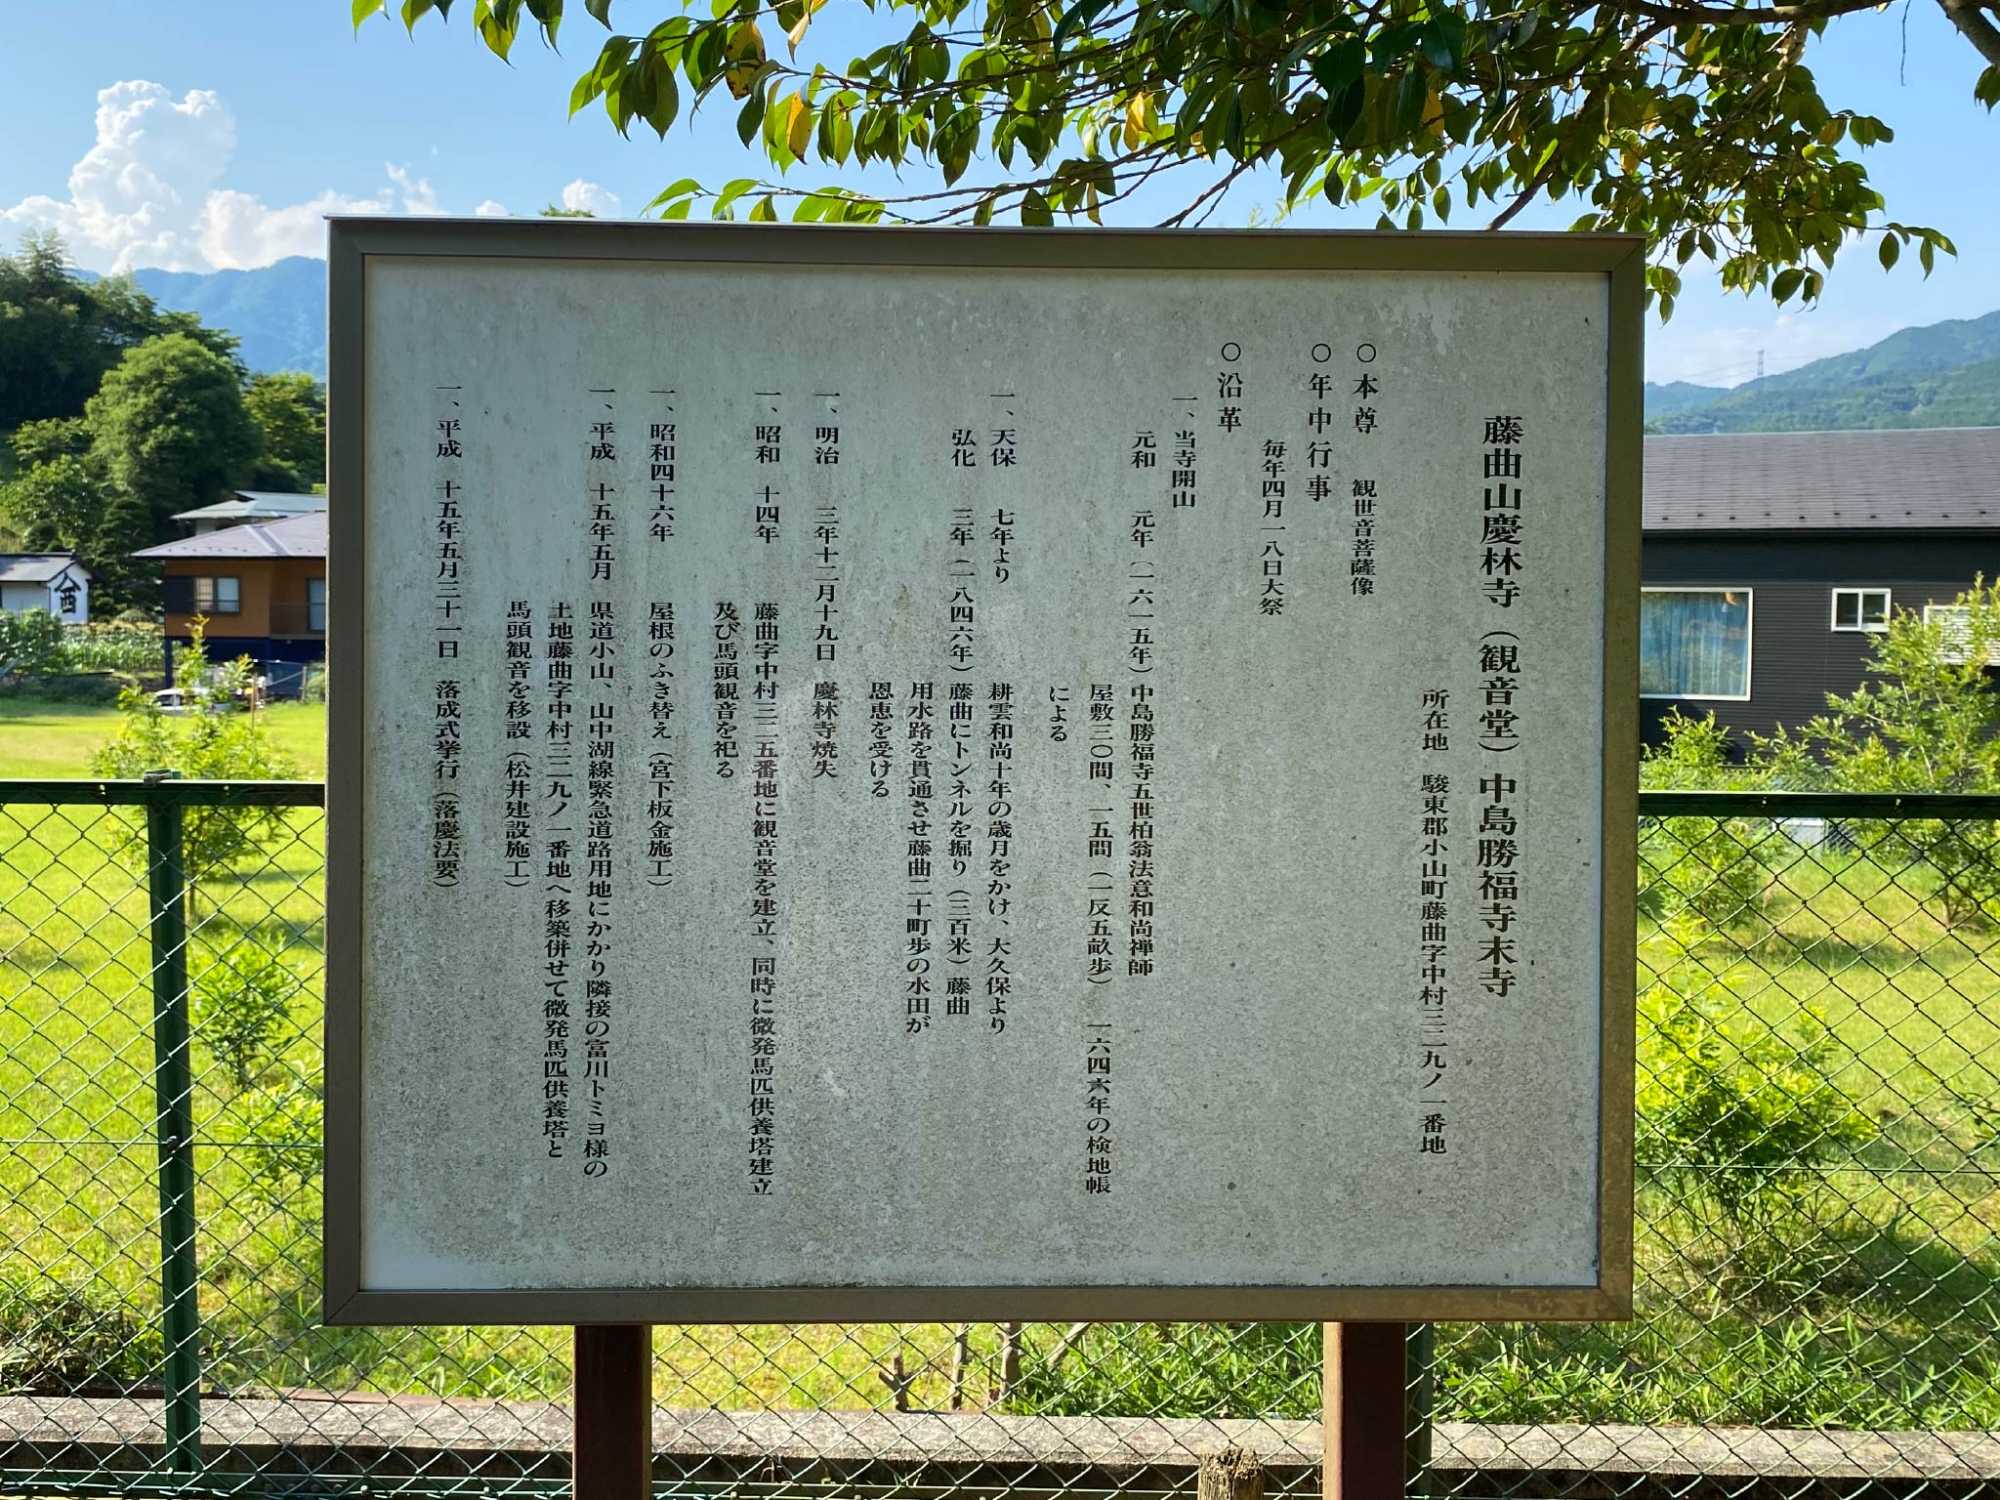 藤曲山慶林寺（観音堂）中島勝福寺末寺
所在地　駿東郡小山町藤曲字中村三二九ノ一番地
○本尊　観世音菩薩像
○年中行事
毎年四月一八日大祭
○沿革
一、当寺開山
元和　元年（一六一五年）中島勝福寺五世柏翁法意和尚禅師
屋敷三〇間、一五間（一反五畝歩）　一六四六年の検地帳
による
一、天保　七年より　耕雲和尚十年の歳月をかけ、大久保より
弘化　三年（一八四六年）藤曲にトンネルを掘り（三百米）藤曲
用水路を貫通させ藤曲二十町歩の水田が
恩恵を受ける
一、明治　三年十二月十九日　慶林寺焼失
一、昭和　十四年　藤曲字中村三二五番地に観音堂を建立、同時に微発馬匹供養塔建立
及び馬頭観音を祀る
一、昭和四十六年　屋根のふき替え（宮下板金施工）
一、平成　十五年五月　県道小山、山中湖線緊急道路用地にかかり隣接の富川トミヨ様の
土地藤曲字中村三二九ノ一番地へ移築併せて微発馬匹供養塔と
馬頭観音を移設（松井建設施工）
一、平成　十五年五月三十一日　落成式挙行（落慶法要）